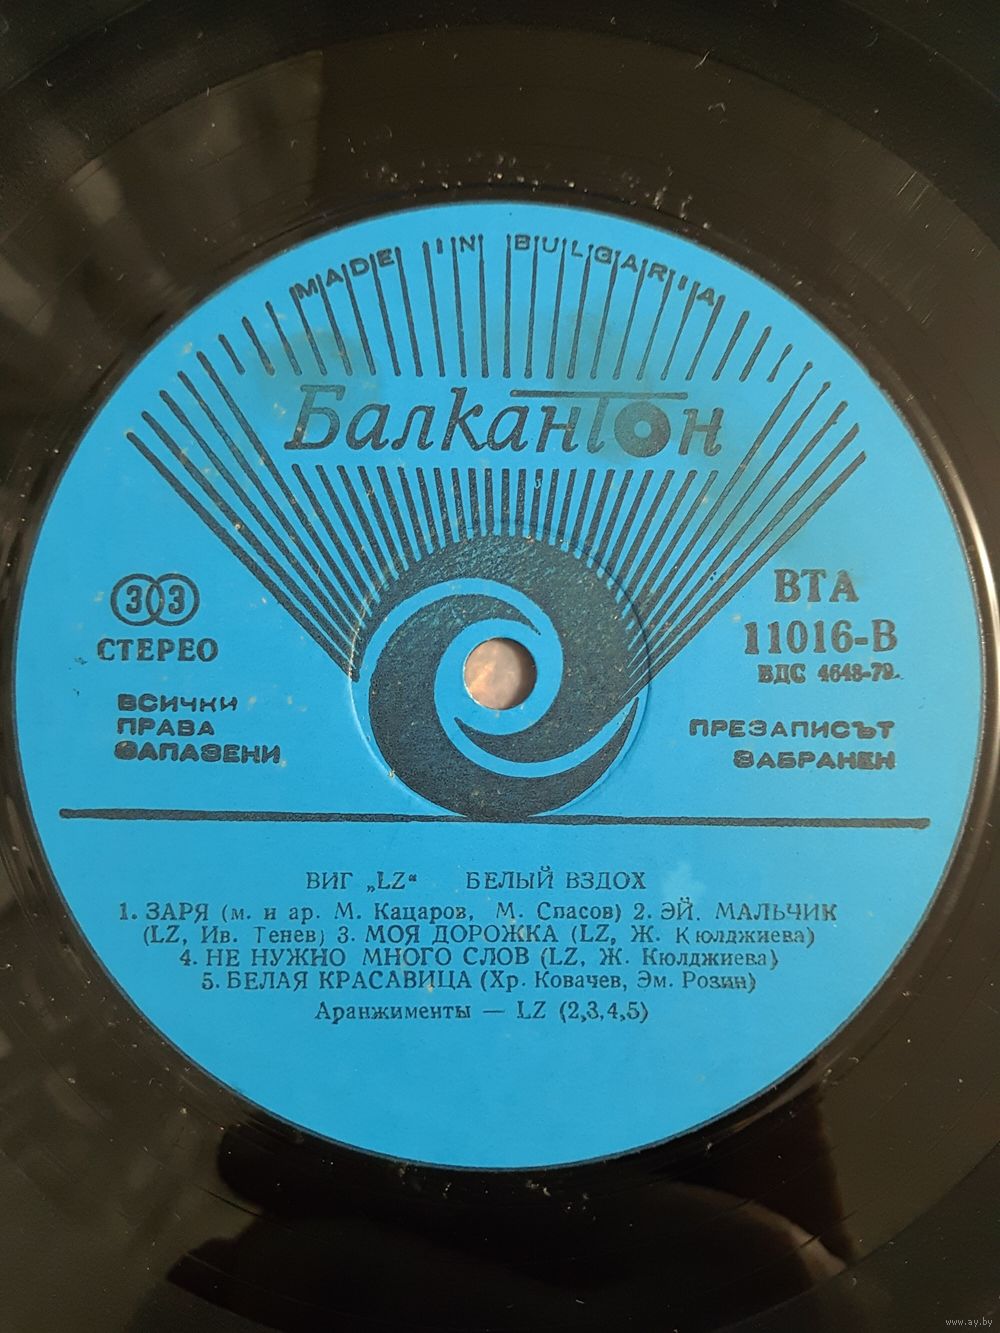 MADE IN BULGARIA
Балкантон
33
СТЕРЕО
ВСИЧКИ
ПРАВА
ЗАПАЗЕНИ
ВТА
11016-В
БДС 4648-79
ПРЕЗАПИСЪТ
ЗАБРАНЕН
ВИГ „LZ“ БЕЛЫЙ ВЗДОХ
1. ЗАРЯ (м. и ар. М. Кацаров, М. Спасов) 2. ЭЙ, МАЛЬЧИК
(LZ, Ив. Тенев) 3. МОЯ ДОРОЖКА (LZ, Ж. Кюлджиева)
4. НЕ НУЖНО МНОГО СЛОВ (LZ, Ж. Кюлджиева)
5. БЕЛАЯ КРАСАВИЦА (Хр. Ковачев, Эм. Розин)
Аранжименты — LZ (2,3,4,5)
www.ay.by